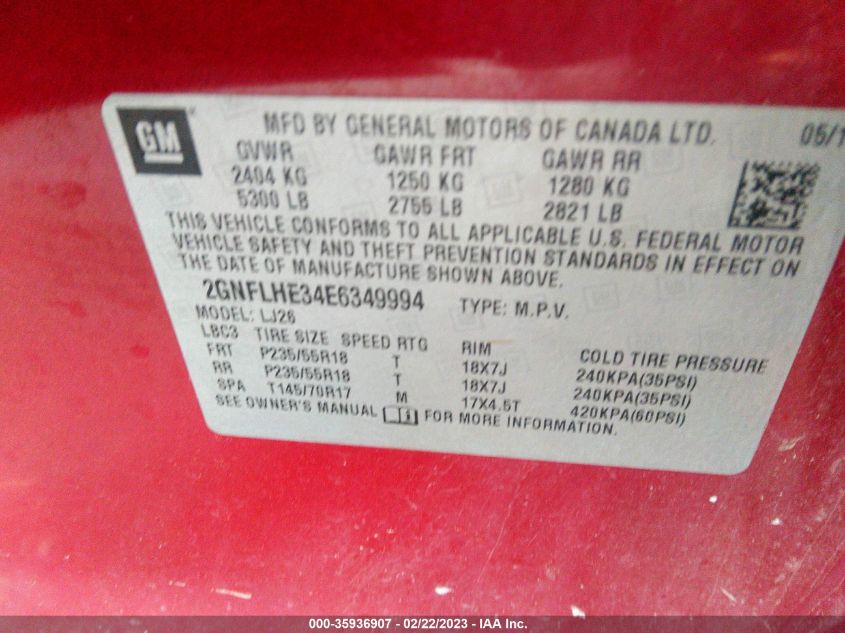 GM
MFD BY GENERAL MOTORS OF CANADA LTD. 05/1
GVWR GAWR FRT GAWR RR
2404 KG 1250 KG 1280 KG
5300 LB 2755 LB 2821 LB
THIS VEHICLE CONFORMS TO ALL APPLICABLE U.S. FEDERAL MOTOR
VEHICLE SAFETY AND THEFT PREVENTION STANDARDS IN EFFECT ON
THE DATE OF MANUFACTURE SHOWN ABOVE.
2GNFLHE34E6349994 TYPE: M.P.V.
MODEL: LJ26
LBC3 TIRE SIZE SPEED RTG RIM COLD TIRE PRESSURE
FRT P235/55R18 T 18X7J 240KPA(35PSI)
RR P235/55R18 T 18X7J 240KPA(35PSI)
SPA T145/70R17 M 17X4.5T 420KPA(60PSI)
SEE OWNER'S MANUAL FOR MORE INFORMATION.
000-35936907 - 02/22/2023 - IAA Inc.